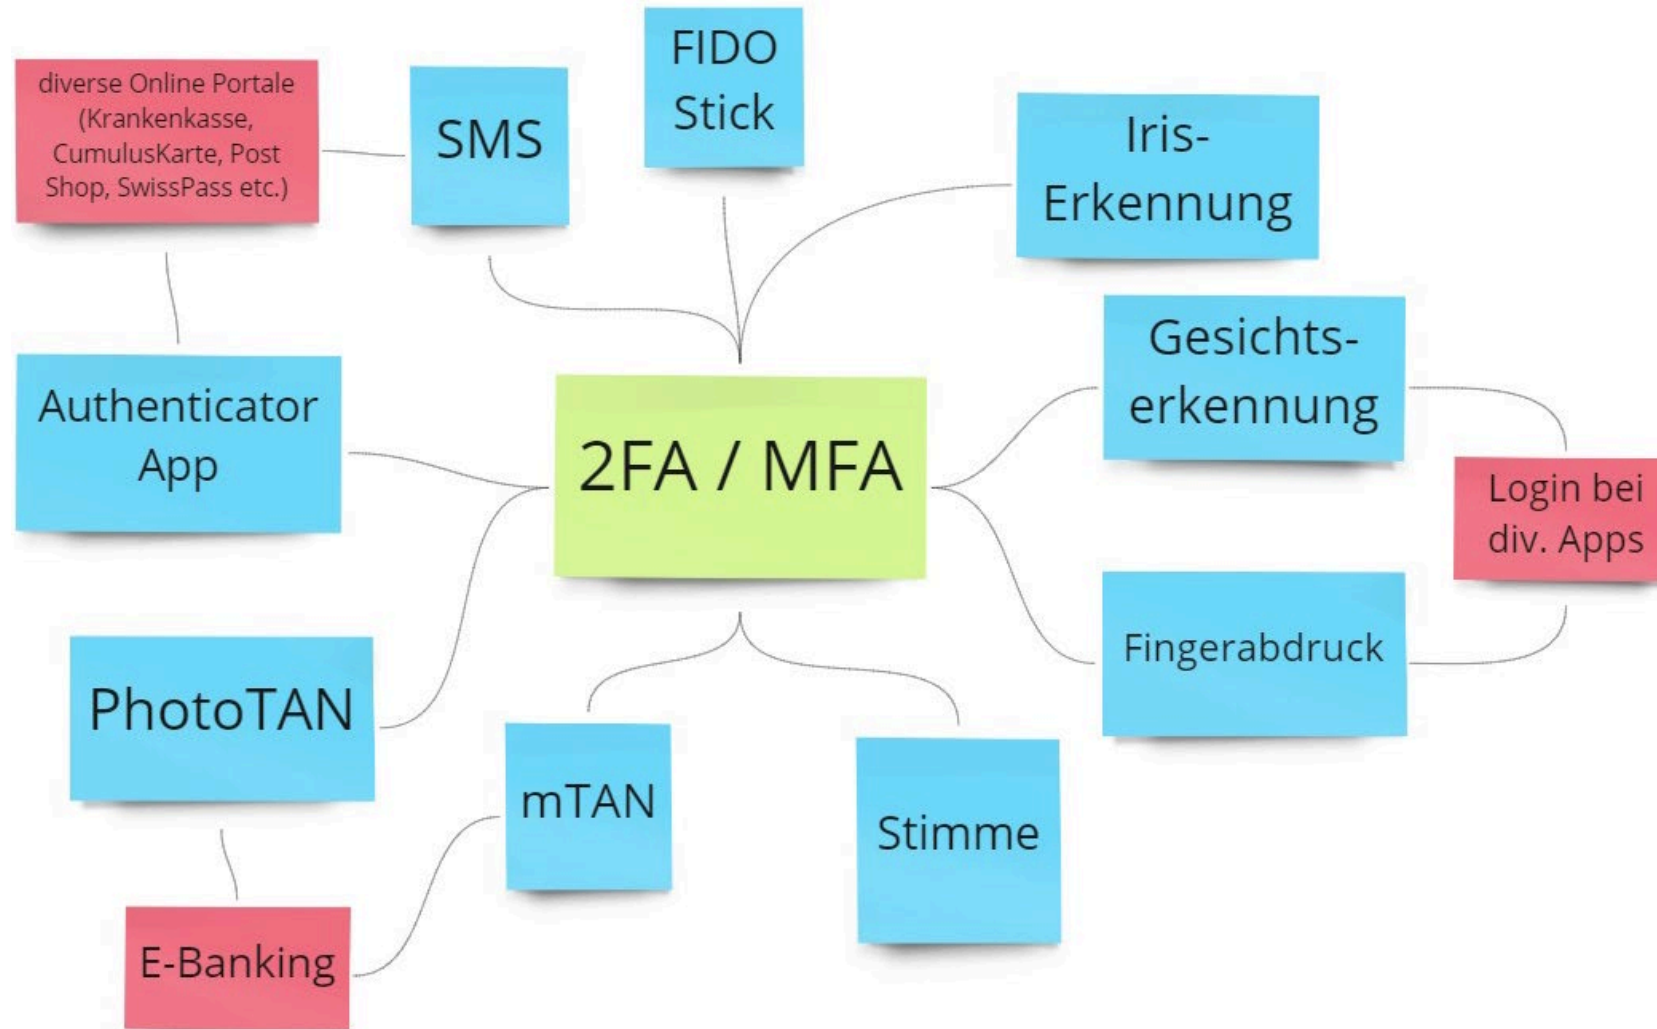 diverse Online Portale
(Krankenkasse,
CumulusKarte, Post
Shop, SwissPass etc.)
SMS
FIDO
Stick
Iris-
Erkennung
Gesichts-
erkennung
Authenticator
App
2FA / MFA
Login bei
div. Apps
Fingerabdruck
PhotoTAN
mTAN
Stimme
E-Banking